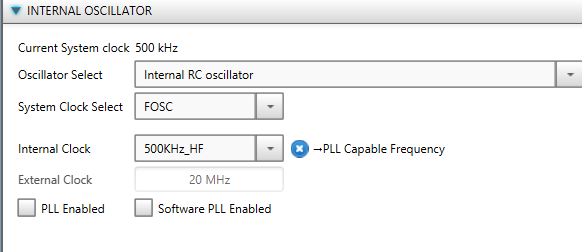 INTERNAL OSCILLATOR
Current System clock 500 kHz
Oscillator Select Internal RC oscillator
System Clock Select FOSC
Internal Clock 500KHz_HF →PLL Capable Frequency
External Clock 20 MHz
PLL Enabled Software PLL Enabled